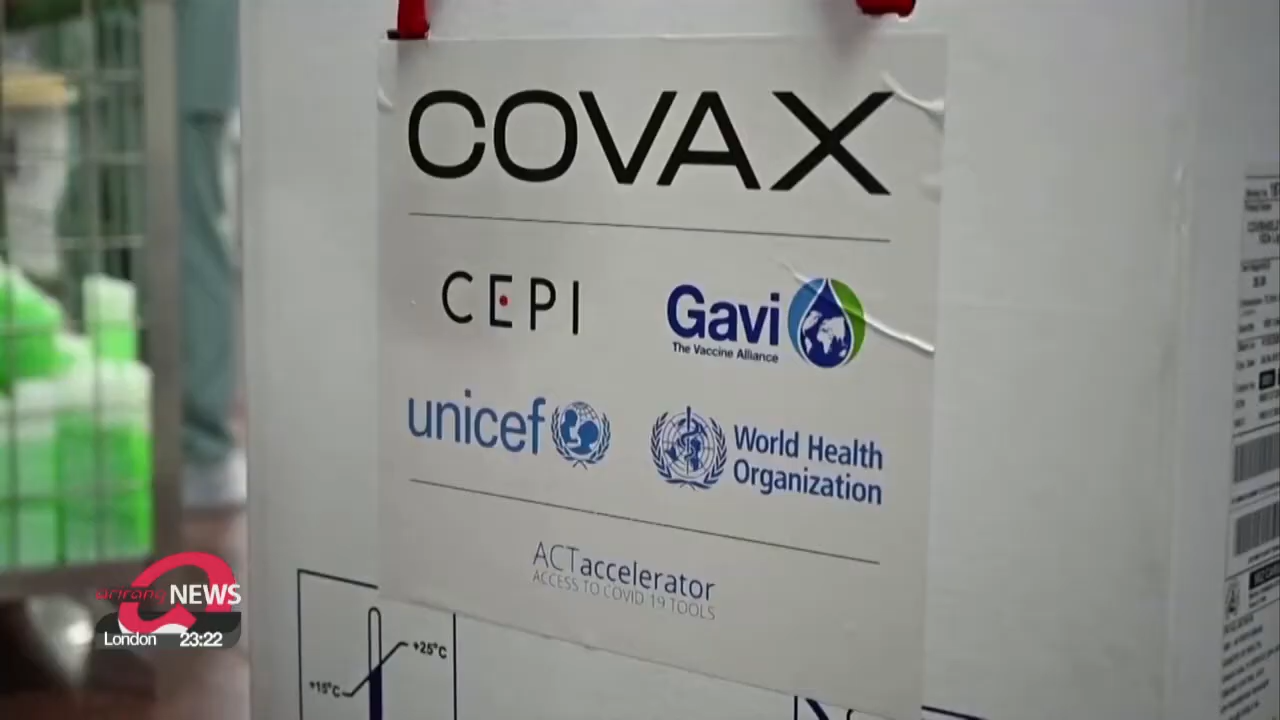 COVAX
CEPI
Gavi
The Vaccine Alliance
unicef
World Health
Organization
ACTaccelerator
ACCESS TO COVID 19 TOOLS
+25°C
+15°C
arirang NEWS
London 23:22